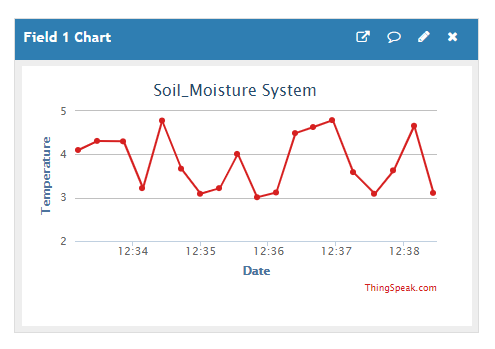 Field 1 Chart
Soil_Moisture System
Temperature
5
4
3
2
12:34 12:35 12:36 12:37 12:38
Date
ThingSpeak.com